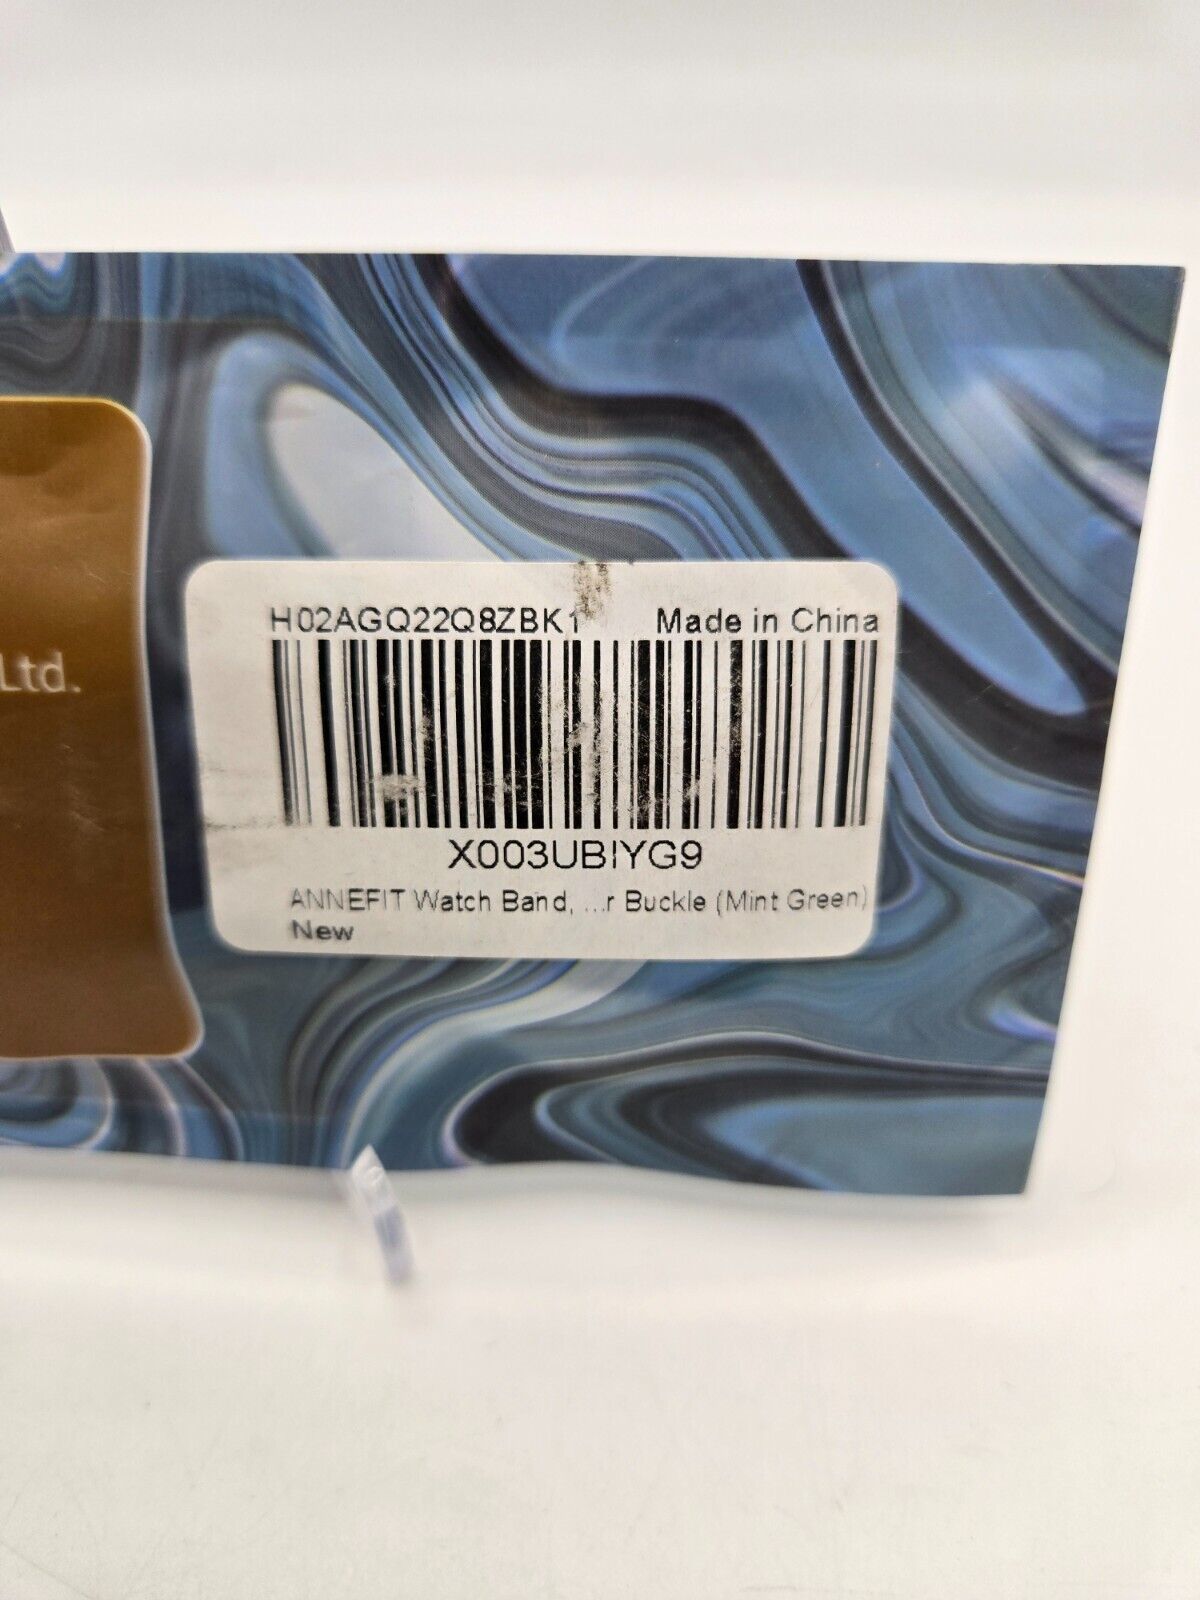 Ltd.
H02AGQ22Q8ZBK1 Made in China
X003UBIYG9
ANNEFIT Watch Band, ...r Buckle (Mint Green)
New